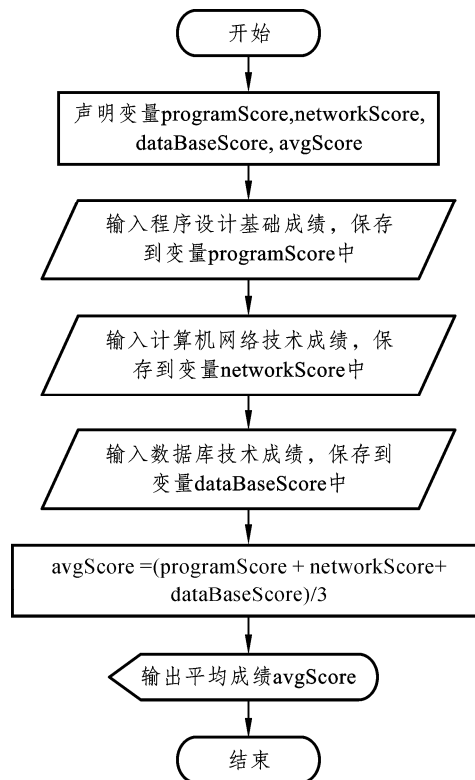 开始
声明变量programScore,networkScore,
dataBaseScore, avgScore
输入程序设计基础成绩，保存
到变量programScore中
输入计算机网络技术成绩，保
存到变量networkScore中
输入数据库技术成绩，保存到
变量dataBaseScore中
avgScore =(programScore + networkScore+
dataBaseScore)/3
输出平均成绩avgScore
结束